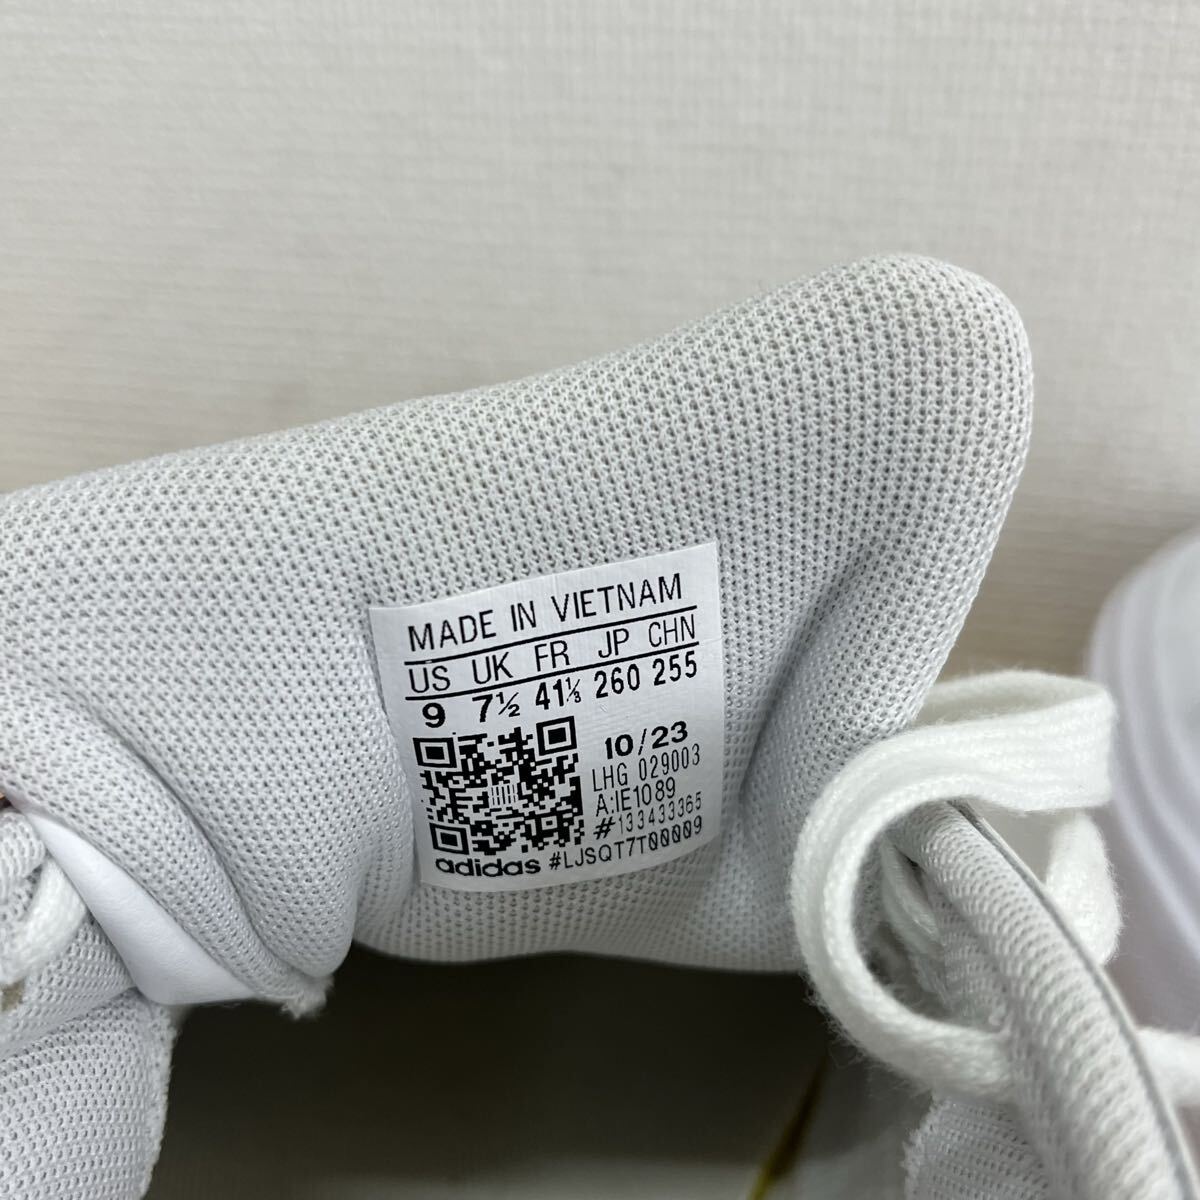 MADE IN VIETNAM
US UK FR JP CHN
9 7½ 41⅓ 260 255
10/23
LHG 029003
A:IE1089
#133433365
adidas #LJSQT7T00009